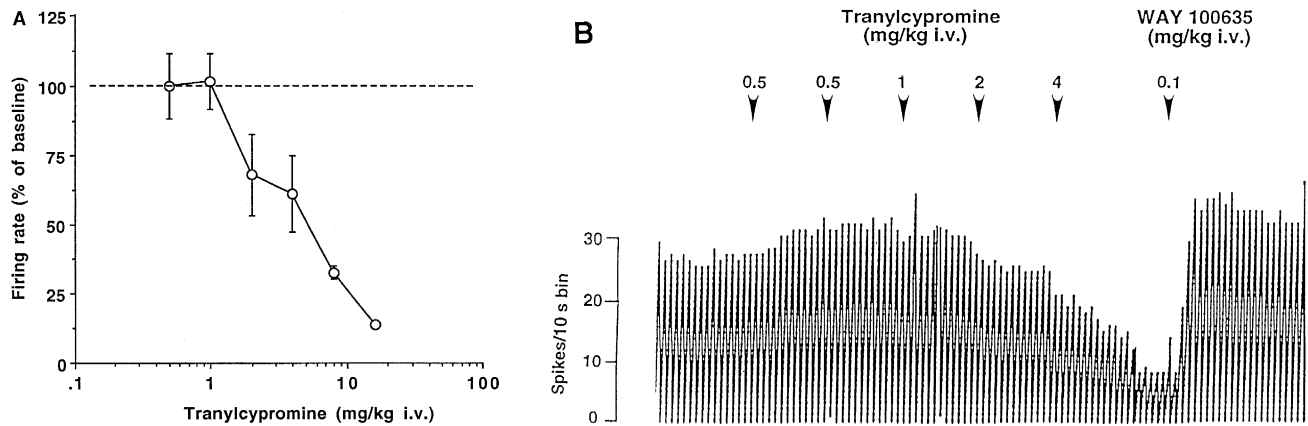 A
125
100
75
50
25
0
Firing rate (% of baseline)
.1 1 10 100
Tranylcypromine (mg/kg i.v.)
B
Tranylcypromine
(mg/kg i.v.)
WAY 100635
(mg/kg i.v.)
0.5 0.5 1 2 4 0.1
30
20
10
0
Spikes/10 s bin